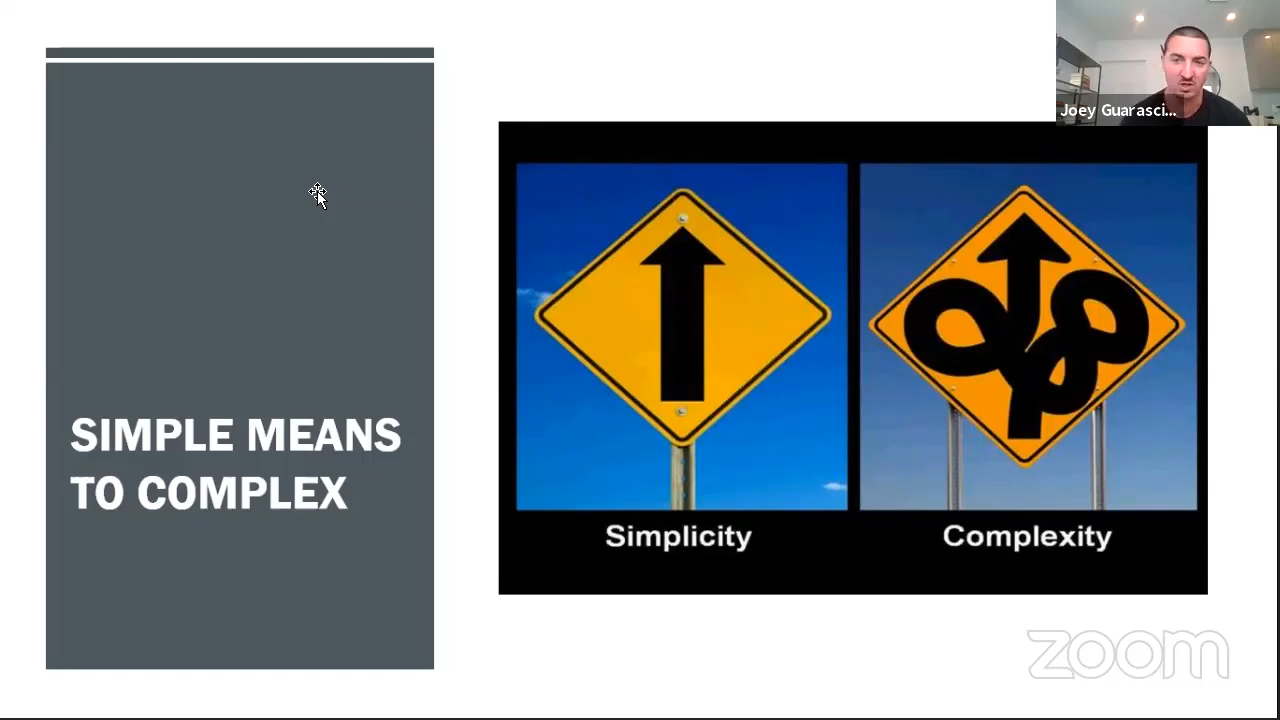 Joey Guarasci...
SIMPLE MEANS
TO COMPLEX
Simplicity
Complexity
zoom